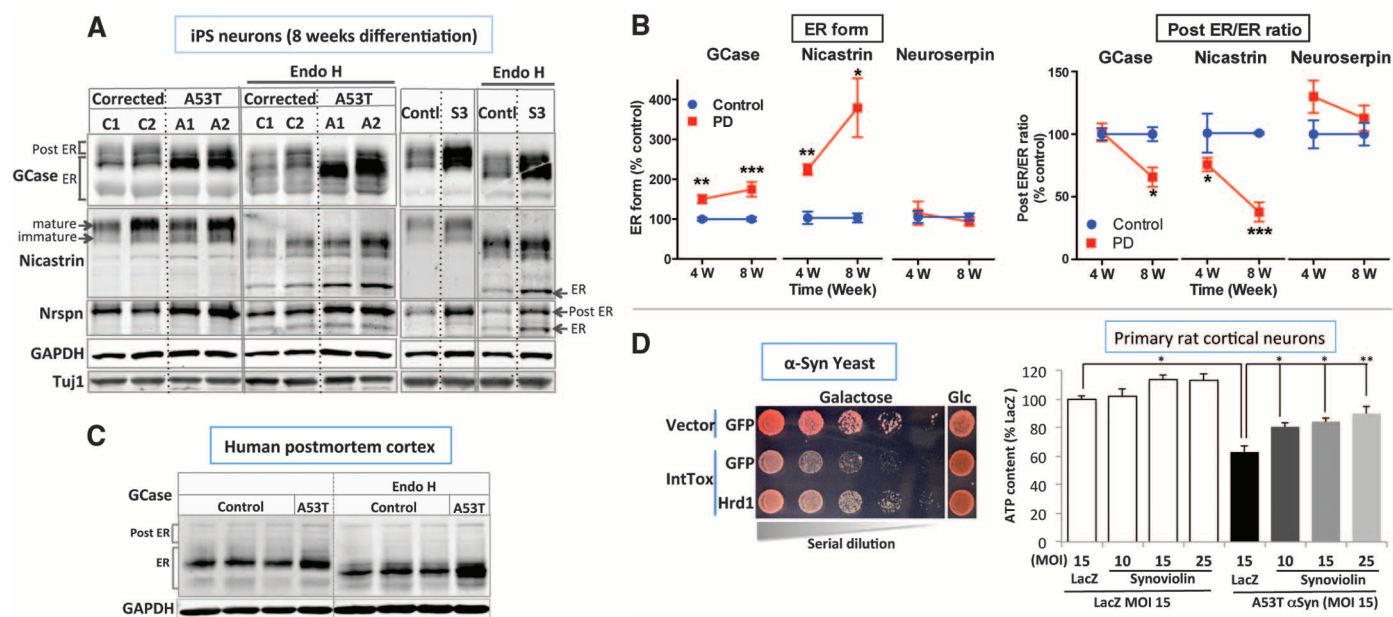 A
iPS neurons (8 weeks differentiation)
Endo H
Endo H
Corrected A53T Corrected A53T Contl S3 Contl S3
C1 C2 A1 A2 C1 C2 A1 A2
Post ER
GCase ER
mature
immature
Nicastrin
ER
Nrspn
Post ER
ER
GAPDH
Tuj1
B
ER form
GCase Nicastrin Neuroserpin
ER form (% control)
400
300
200
100
0
Control
PD
** *** ** *
4 W 8 W 4 W 8 W 4 W 8 W
Time (Week)
Post ER/ER ratio
GCase Nicastrin Neuroserpin
Post ER/ER ratio
(% control)
150
100
50
0
Control
PD
* * ***
4 W 8 W 4 W 8 W 4 W 8 W
Time (Week)
C
Human postmortem cortex
GCase
Endo H
Control A53T Control A53T
Post ER
ER
GAPDH
D
α-Syn Yeast
Galactose Glc
Vector GFP
IntTox GFP
Hrd1
Serial dilution
Primary rat cortical neurons
* * * **
ATP content (% LacZ )
120
100
80
60
40
20
0
(MOI) 15 10 15 25 15 10 15 25
LacZ Synoviolin LacZ Synoviolin
LacZ MOI 15 A53T αSyn (MOI 15)